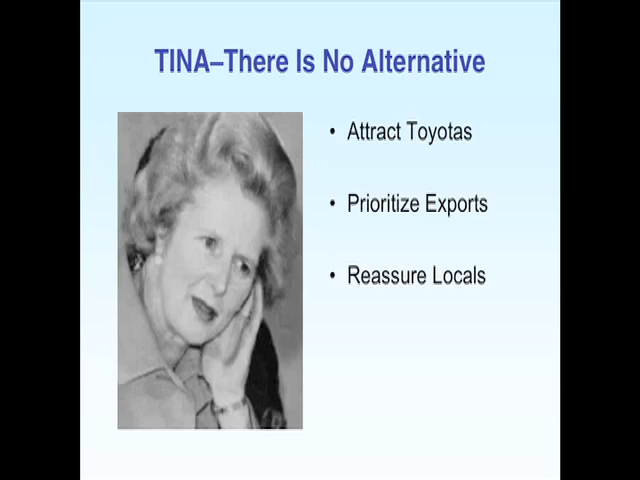 TINA–There Is No Alternative
• Attract Toyotas
• Prioritize Exports
• Reassure Locals